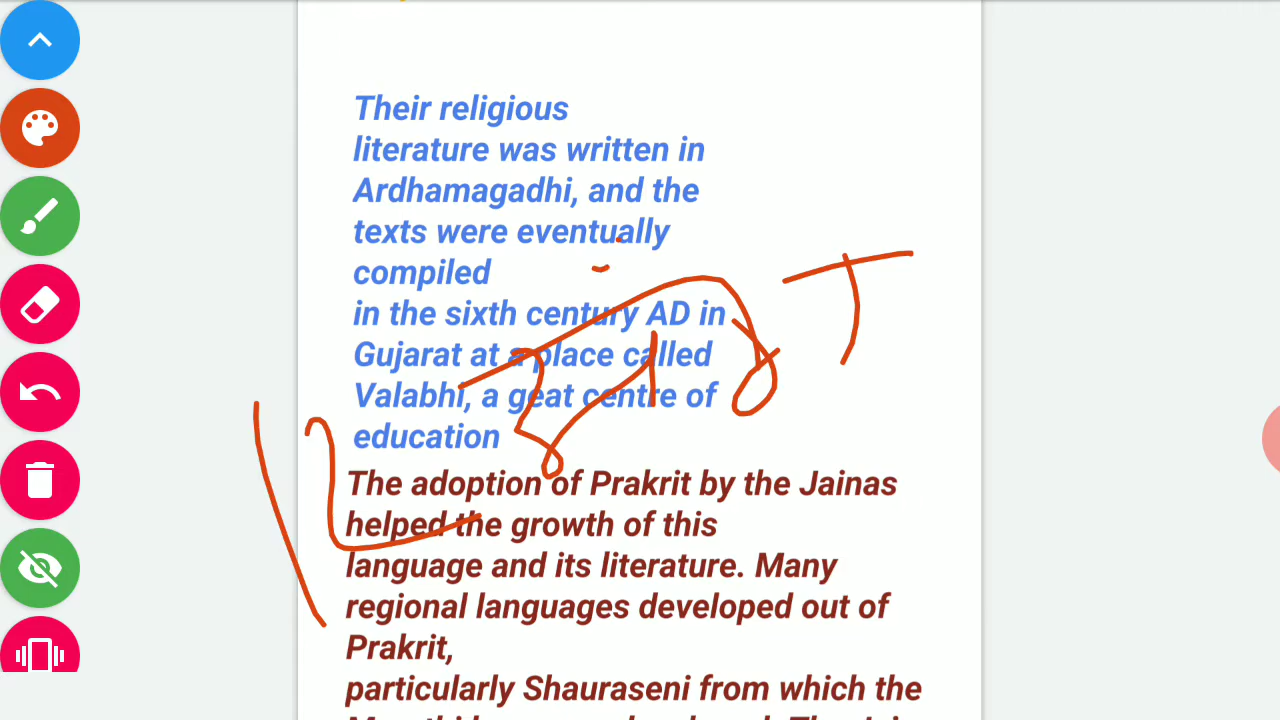 Their religious
literature was written in
Ardhamagadhi, and the
texts were eventually
compiled
in the sixth century AD in
Gujarat at a place called
Valabhi, a geat centre of
education
The adoption of Prakrit by the Jainas
helped the growth of this
language and its literature. Many
regional languages developed out of
Prakrit,
particularly Shauraseni from which the